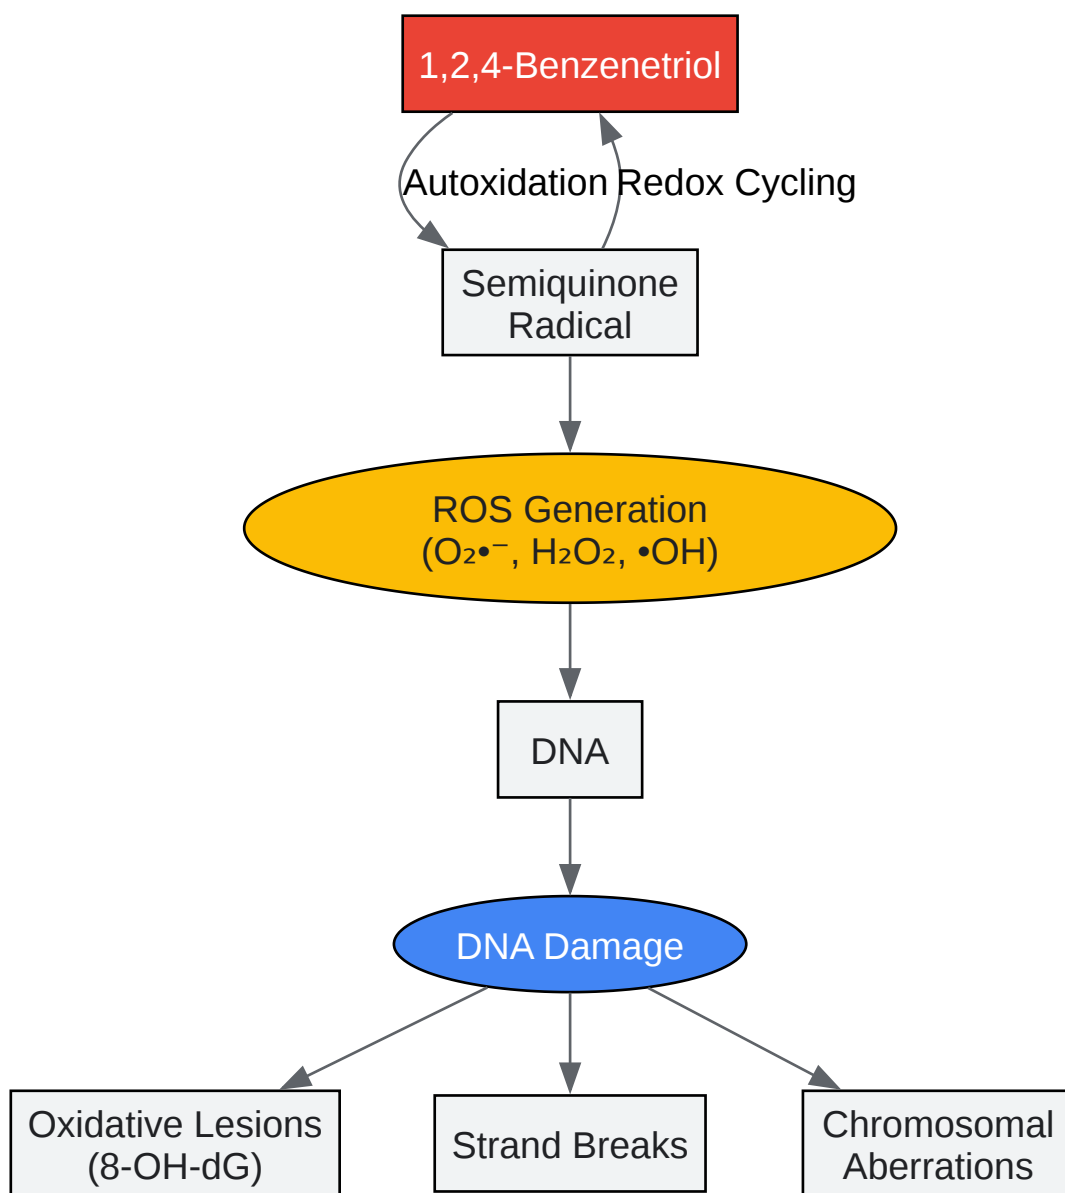 1,2,4-Benzenetriol
Autoxidation
Redox Cycling
Semiquinone
Radical
ROS Generation
(O₂•⁻, H₂O₂, •OH)
DNA
DNA Damage
Oxidative Lesions
(8-OH-dG)
Strand Breaks
Chromosomal
Aberrations